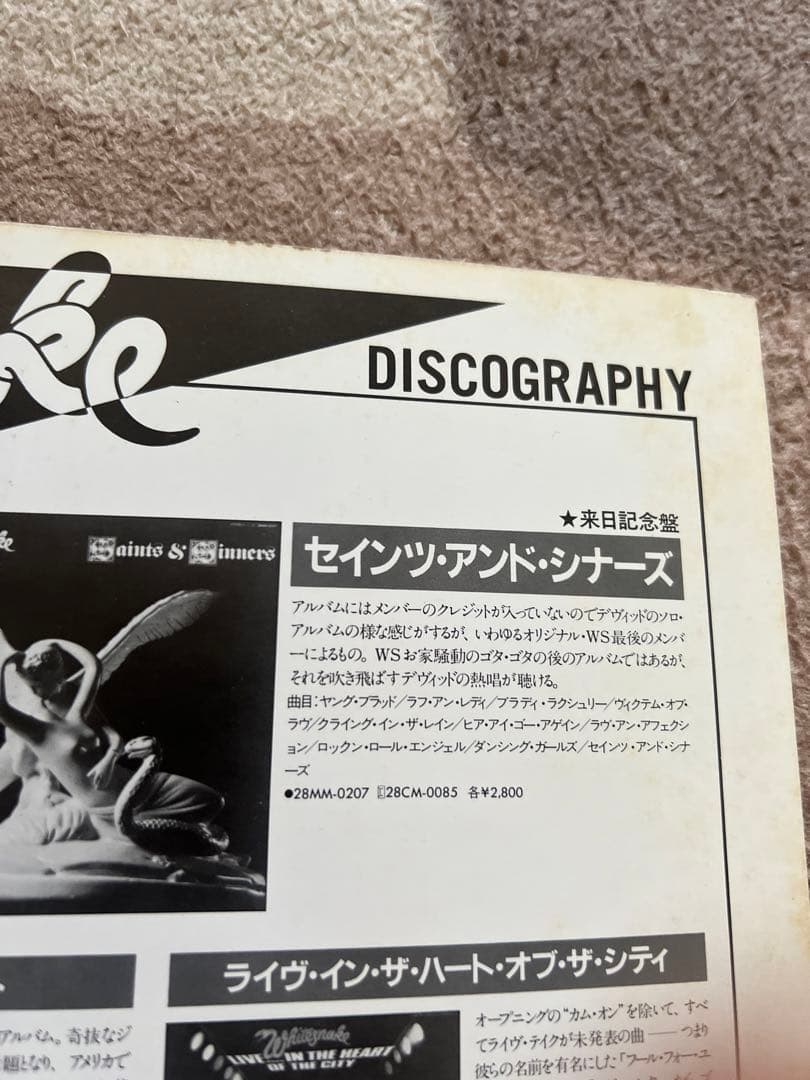 ke
DISCOGRAPHY
★来日記念盤
Saints & Sinners
セインツ・アンド・シナーズ
アルバムにはメンバーのクレジットが入っていないのでデヴィッドのソロ・
アルバムの様な感じがするが、いわゆるオリジナル・WS最後のメンバ
ーによるもの。WSお家騒動のゴタ・ゴタの後のアルバムではあるが、
それを吹き飛ばすデヴィッドの熱唱が聴ける。
曲目:ヤング・ブラッド/ラフ・アン・レディ/ブラディ・ラクシュリー/ヴィクテム・オブ・
ラヴ/クライング・イン・ザ・レイン/ヒア・アイ・ゴー・アゲイン/ラヴ・アン・アフェクシ
ョン/ロックン・ロール・エンジェル/ダンシング・ガールズ/セインツ・アンド・シナ
ーズ
●28MM-0207 28CM-0085 各¥2,800
ライヴ・イン・ザ・ハート・オブ・ザ・シティ
アルバム。奇抜なジ
題となり、アメリカで
Whitesnake
LIVE...IN THE HEART
OF THE CITY
オープニングの“カム・オン”を除いて、すべ
てライヴ・テイクが未発表の曲——つまり
彼らの名前を有名にした「フール・フォー・ユ